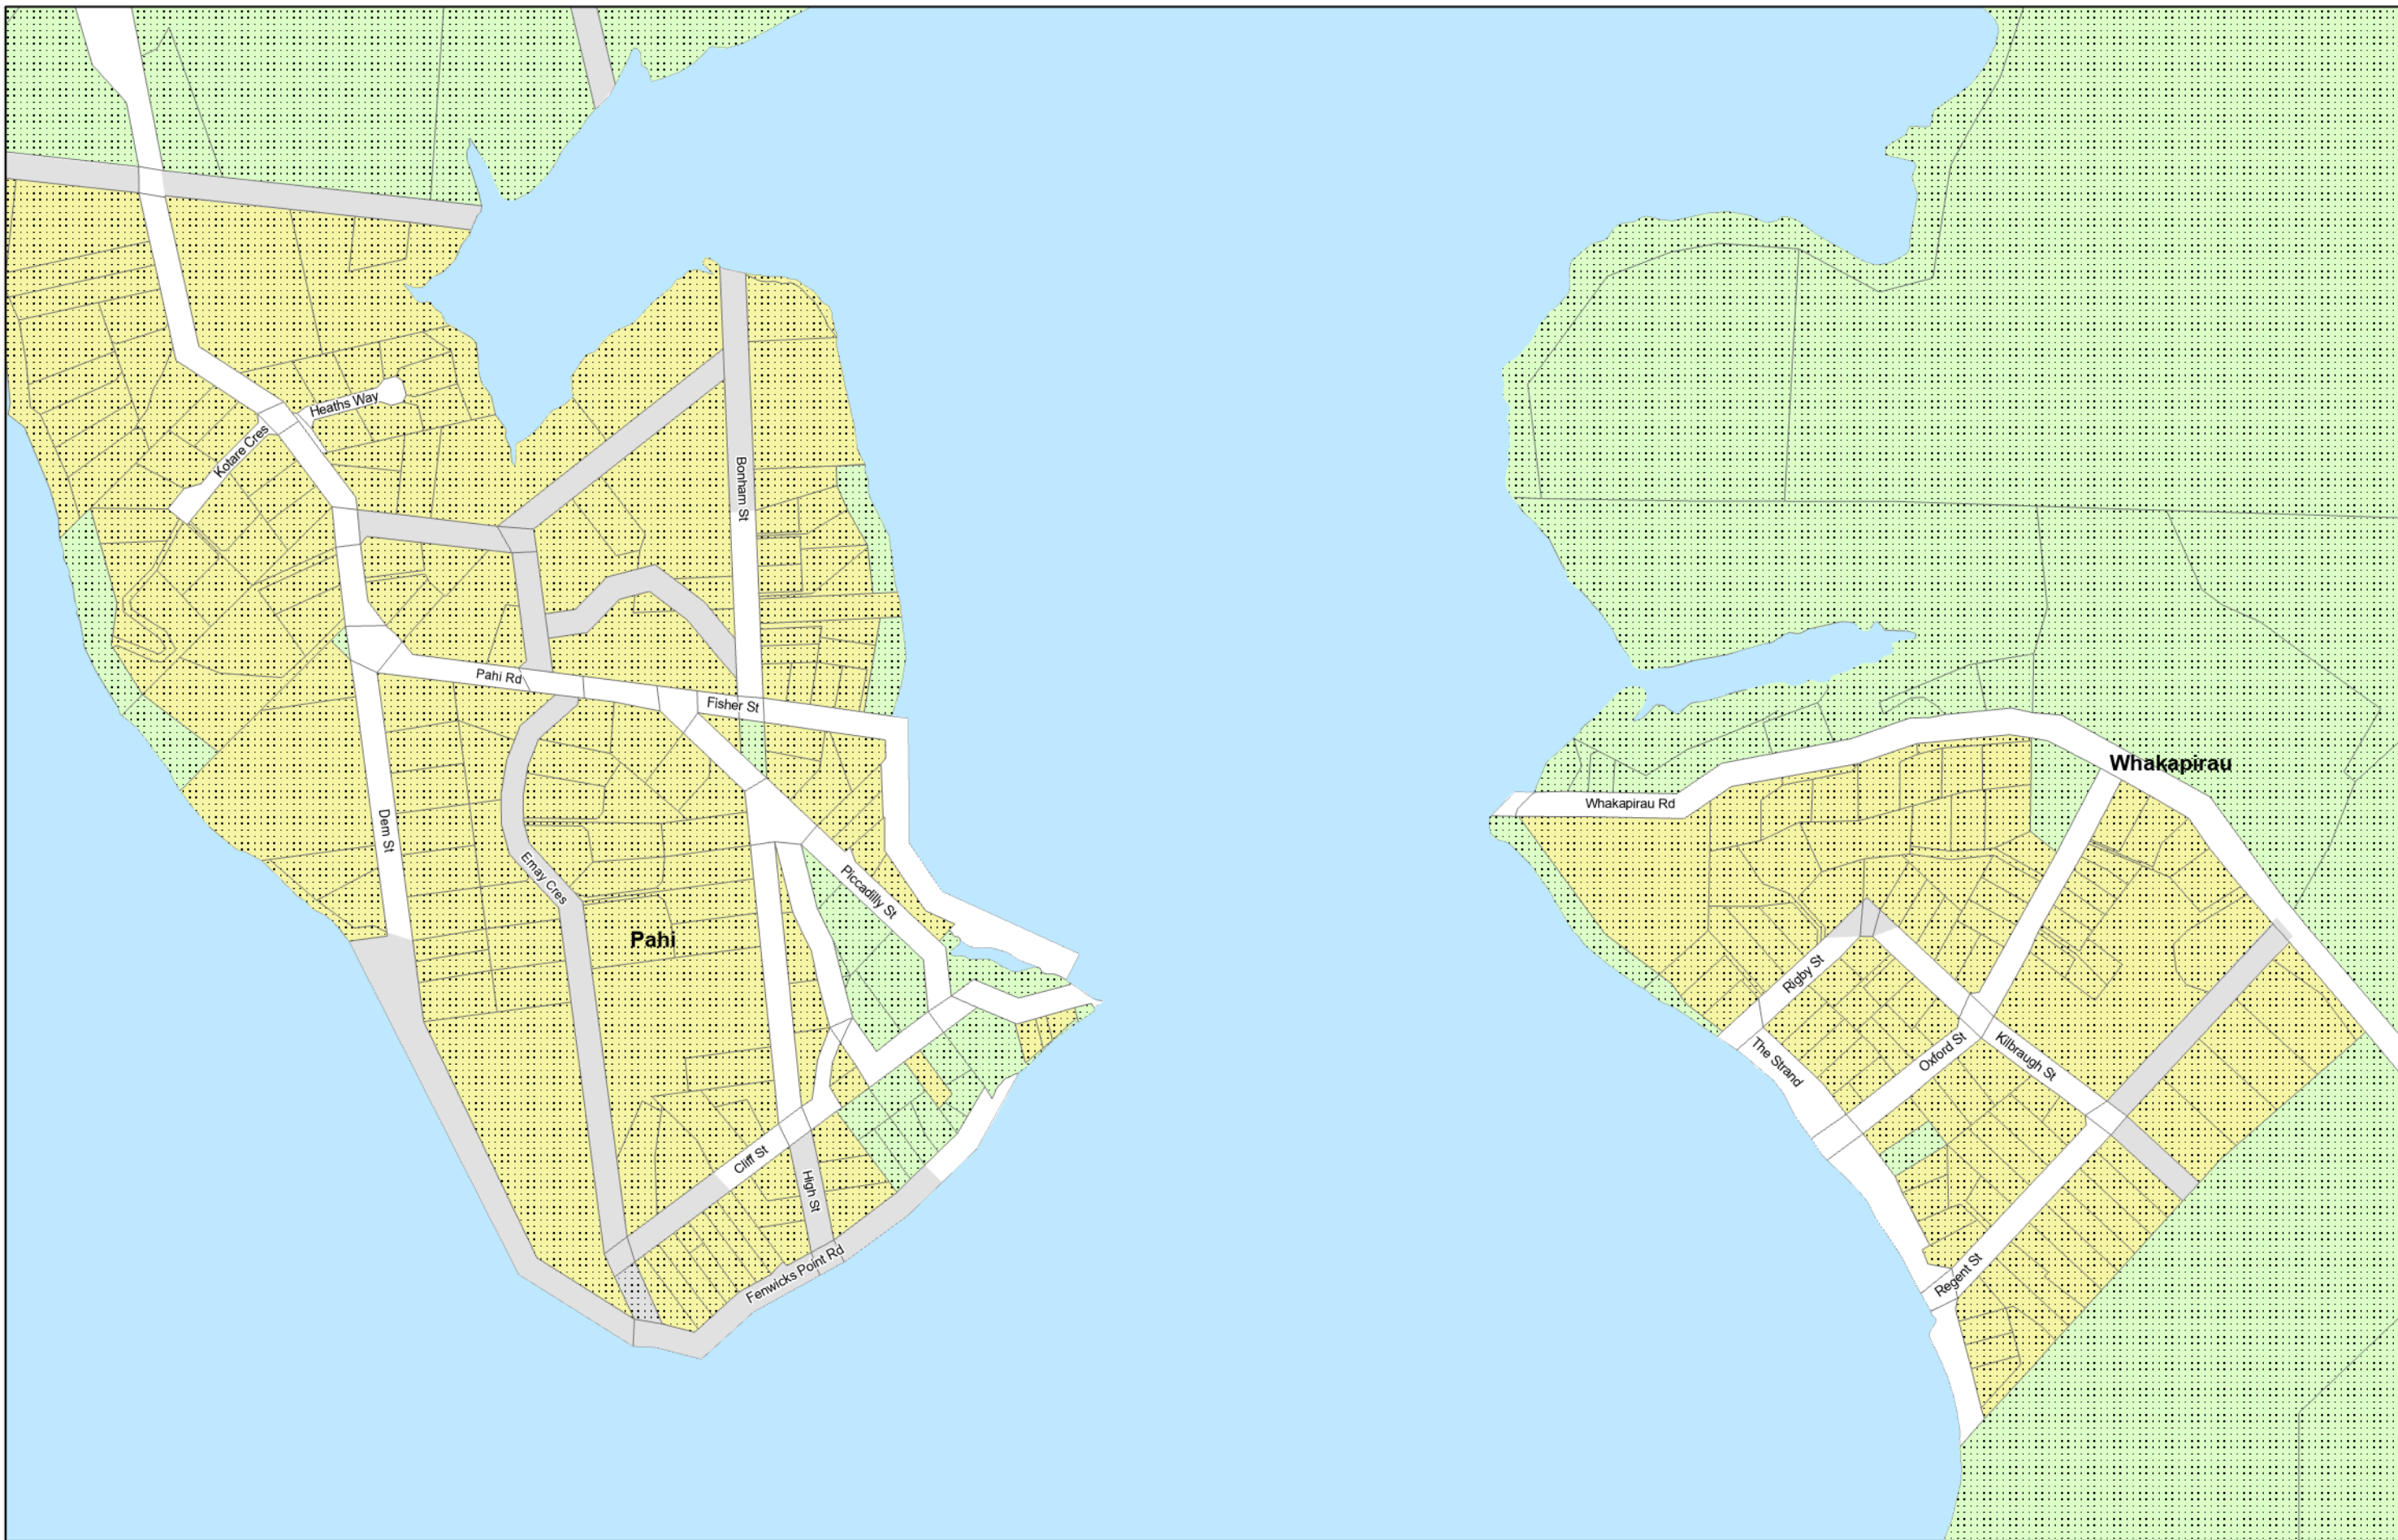 Heaths Way
Kotare Cres
Bonham St
Pahi Rd
Fisher St
Whakapirau
Whakapirau Rd
Dem St
Ernay Cres
Piccadilly St
Pahi
Rigby St
The Strand
Oxford St
Kilbraugh St
Cliff St
High St
Fenwicks Point Rd
Regent St